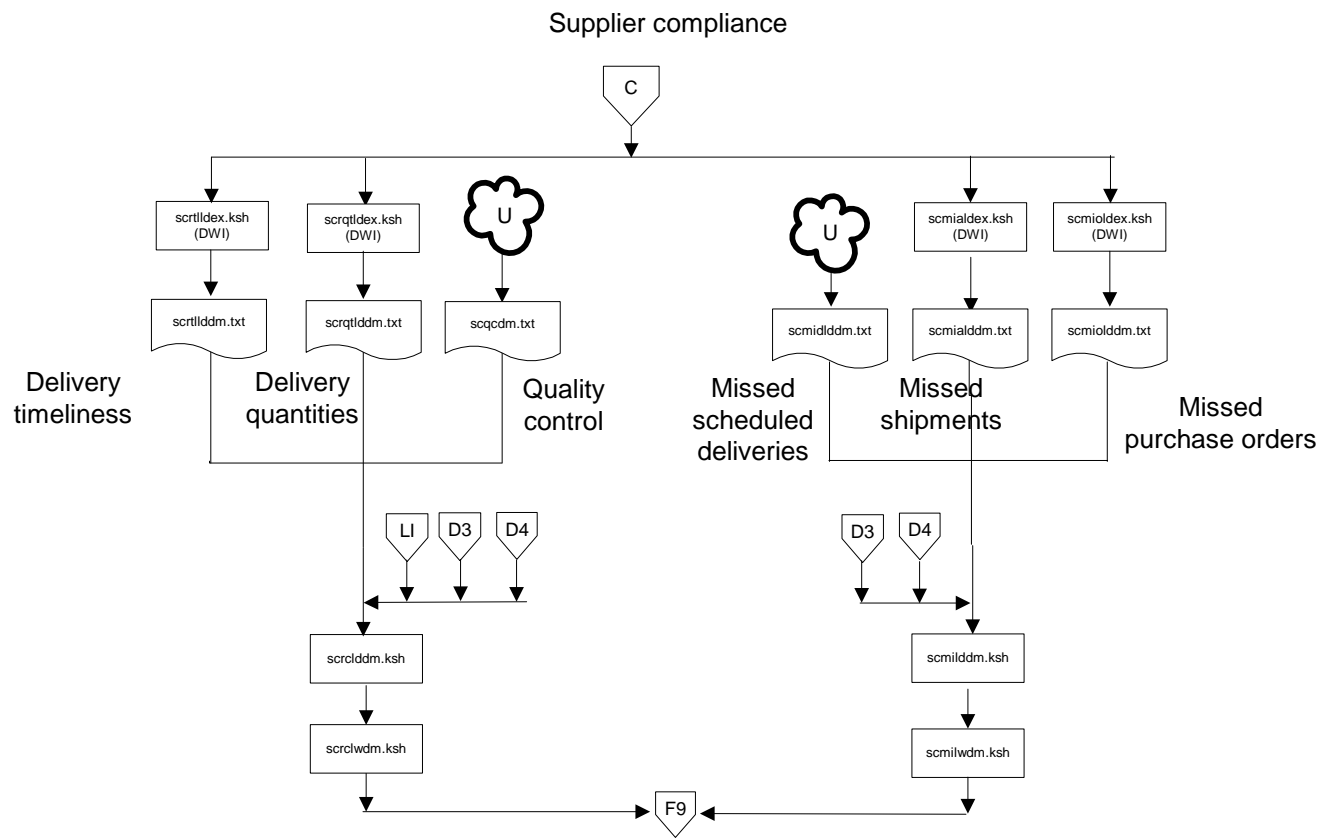 Supplier compliance
C
scrtlldex.ksh
(DWI)
scrqtldex.ksh
(DWI)
U
U
scmialdex.ksh
(DWI)
scmioldex.ksh
(DWI)
scrtllddm.txt
scrqtlddm.txt
scqcdm.txt
scmidlddm.txt
scmialddm.txt
scmiolddm.txt
Delivery
timeliness
Delivery
quantities
Quality
control
Missed
scheduled
deliveries
Missed
shipments
Missed
purchase orders
LI
D3
D4
D3
D4
scrclddm.ksh
scmilddm.ksh
scrclwdm.ksh
scmilwdm.ksh
F9